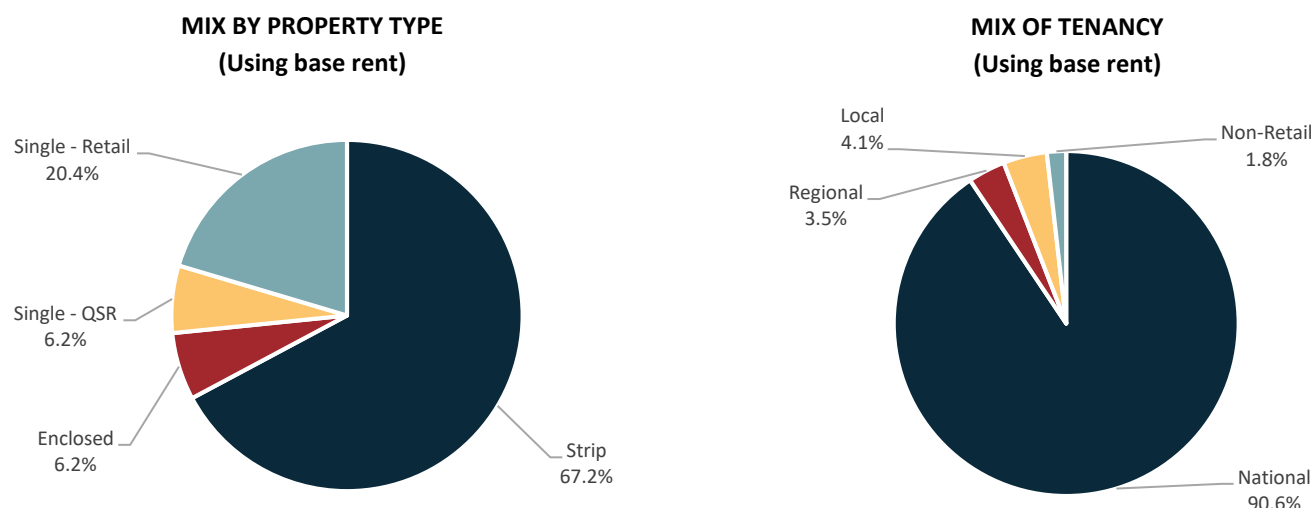 MIX BY PROPERTY TYPE
(Using base rent)
Single - Retail
20.4%
Single - QSR
6.2%
Enclosed
6.2%
Strip
67.2%
MIX OF TENANCY
(Using base rent)
Local
4.1%
Non-Retail
1.8%
Regional
3.5%
National
90.6%